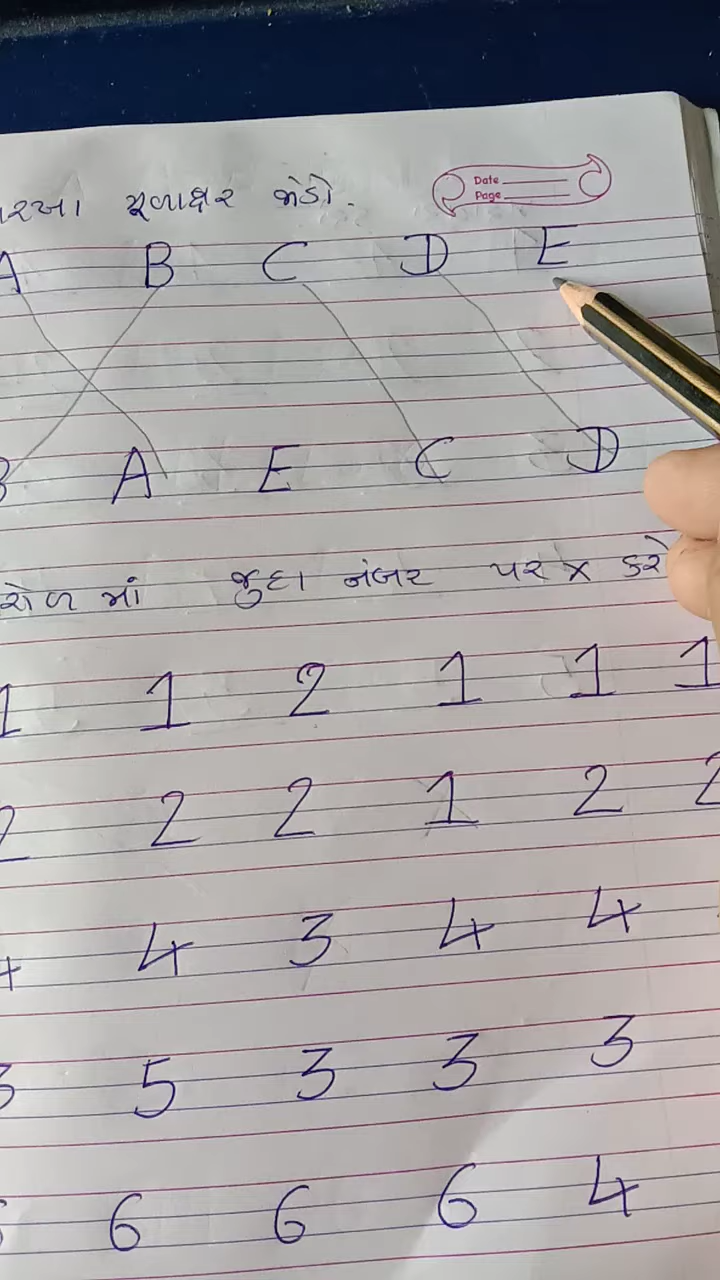 Date
Page
મૂળાક્ષર જોડો.
A B C D E
B A E C D
માં જુદા નંબર પર × કરો
1 1 2 1 1 1
2 2 2 1 2 2
4 4 3 4 4
3 5 3 3 3
6 6 6 4